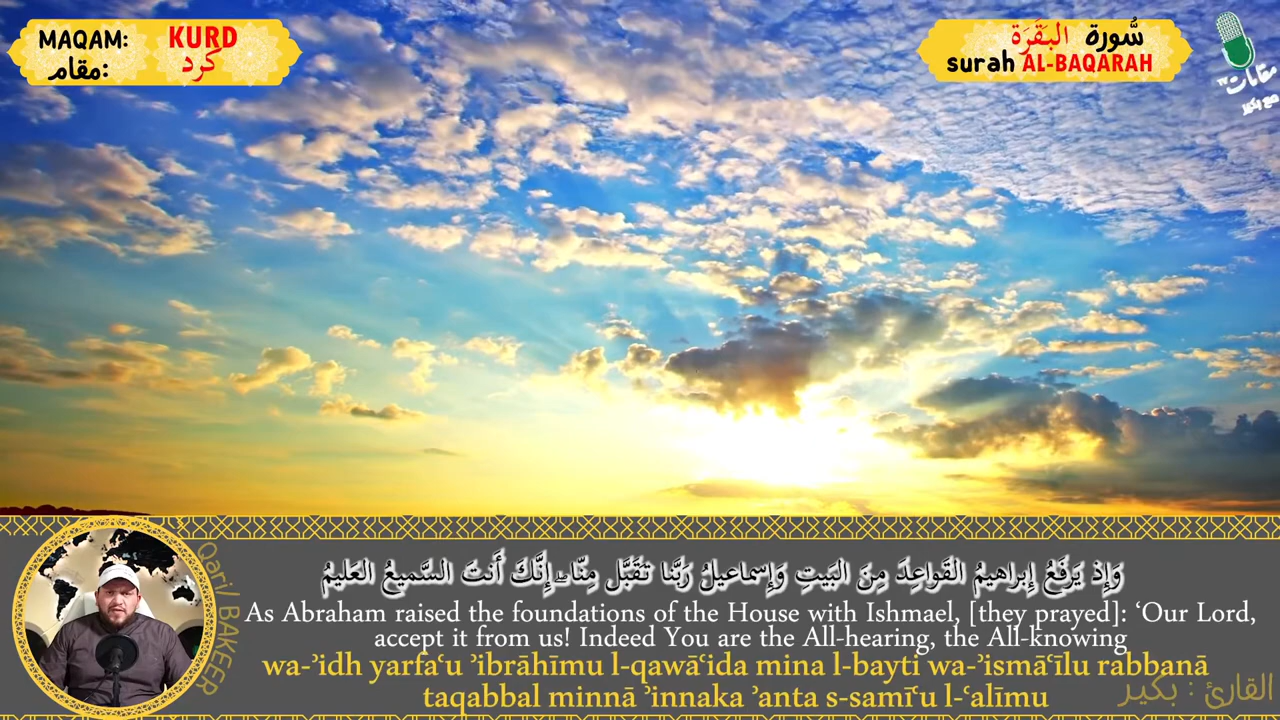 MAQAM: KURD
مقام: كرد
سُّورة البَقَرَة
surah AL-BAQARAH
مقامات
مع بكير
وَإِذ يَرفَعُ إِبراهيمُ القَواعِدَ مِنَ البَيتِ وَإِسماعيلُ رَبَّنا تَقَبَّل مِنّا ۖ إِنَّكَ أَنتَ السَّميعُ العَليمُ
As Abraham raised the foundations of the House with Ishmael, [they prayed]: ‘Our Lord,
accept it from us! Indeed You are the All-hearing, the All-knowing
wa-ʾidh yarfaʿu ʾibrāhīmu l-qawāʿida mina l-bayti wa-ʾismāʿīlu rabbanā
taqabbal minnā ʾinnaka ʾanta s-samīʿu l-ʿalīmu
Qari/ BAKEER
القارئ : بكير